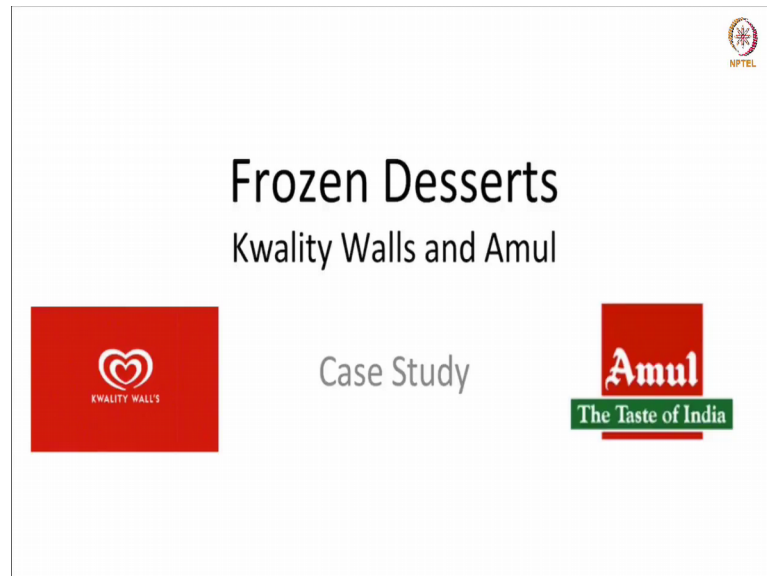 NPTEL
Frozen Desserts
Kwality Walls and Amul
Case Study
KWALITY WALL'S
Amul
The Taste of India